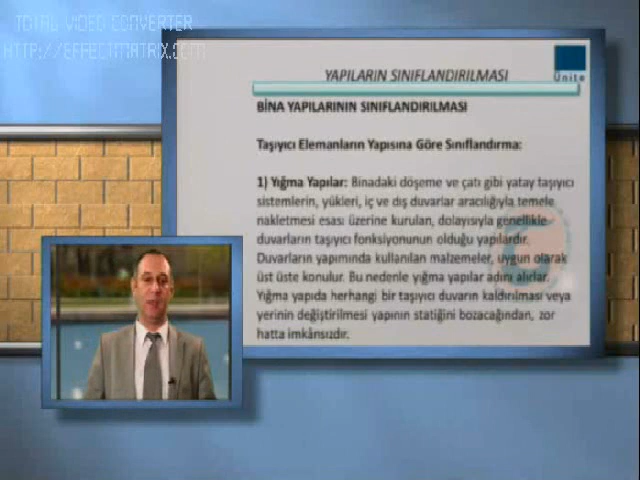 TOTAL VIDEO CONVERTER
HTTP://EFFECTMATRIX.COM
YAPILARIN SINIFLANDIRILMASI
Ünite
BİNA YAPILARININ SINIFLANDIRILMASI
Taşıyıcı Elemanların Yapısına Göre Sınıflandırma:
1) Yığma Yapılar: Binadaki döşeme ve çatı gibi yatay taşıyıcı
sistemlerin, yükleri, iç ve dış duvarlar aracılığıyla temele
nakletmesi esası üzerine kurulan, dolayısıyla genellikle
duvarların taşıyıcı fonksiyonunun olduğu yapılardır.
Duvarların yapımında kullanılan malzemeler, uygun olarak
üst üste konulur. Bu nedenle yığma yapılar adını alırlar.
Yığma yapıda herhangi bir taşıyıcı duvarın kaldırılması veya
yerinin değiştirilmesi yapının statiğini bozacağından, zor
hatta imkânsızdır.